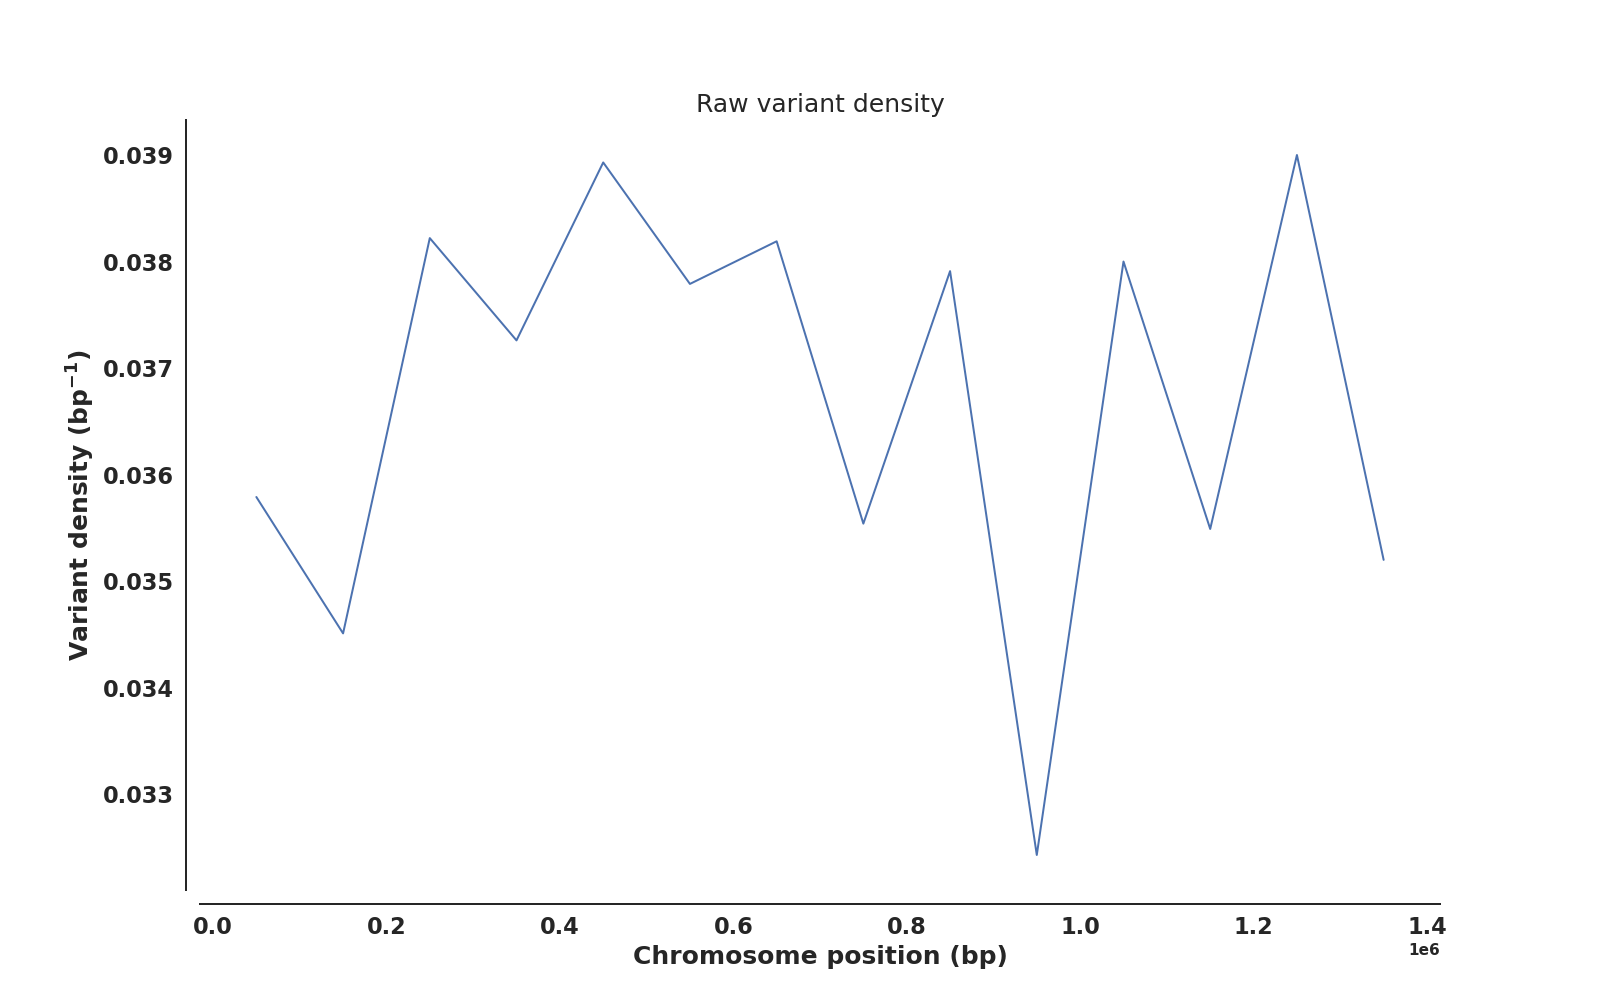 Raw variant density
0.039
0.038
0.037
0.036
0.035
0.034
0.033
Variant density (bp⁻¹)
0.0 0.2 0.4 0.6 0.8 1.0 1.2 1.4
1e6
Chromosome position (bp)